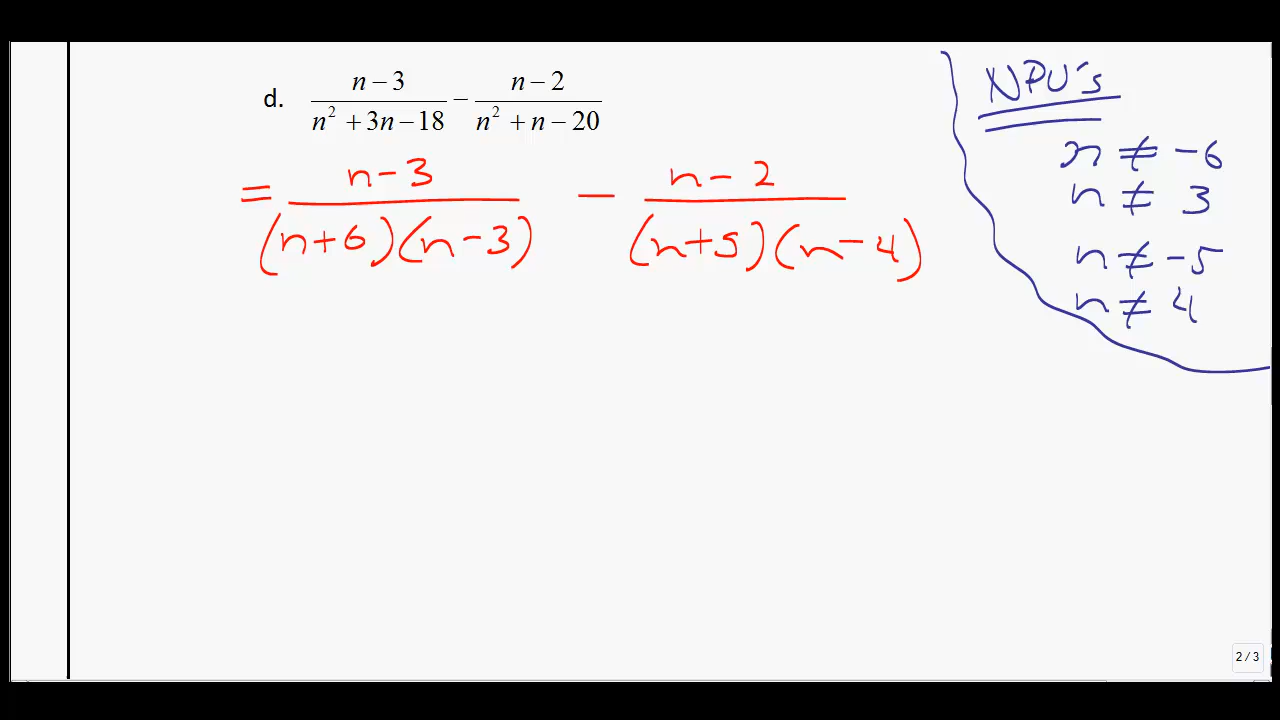 d. (n − 3)/(n² + 3n − 18) − (n − 2)/(n² + n − 20)
= (n − 3)/((n + 6)(n − 3)) − (n − 2)/((n + 5)(n − 4))
NPV's
n ≠ −6
n ≠ 3
n ≠ −5
n ≠ 4
2 / 3